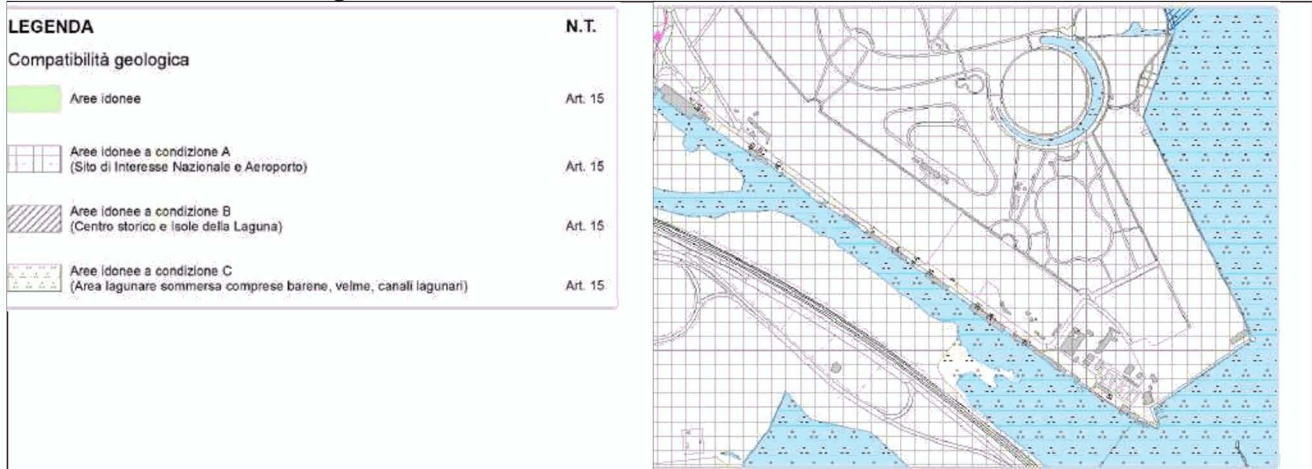 LEGENDA N.T.
Compatibilità geologica
Aree idonee Art. 15
Aree idonee a condizione A
(Sito di Interesse Nazionale e Aeroporto) Art. 15
Aree idonee a condizione B
(Centro storico e Isole della Laguna) Art. 15
Aree idonee a condizione C
(Area lagunare sommersa comprese barene, velme, canali lagunari) Art. 15